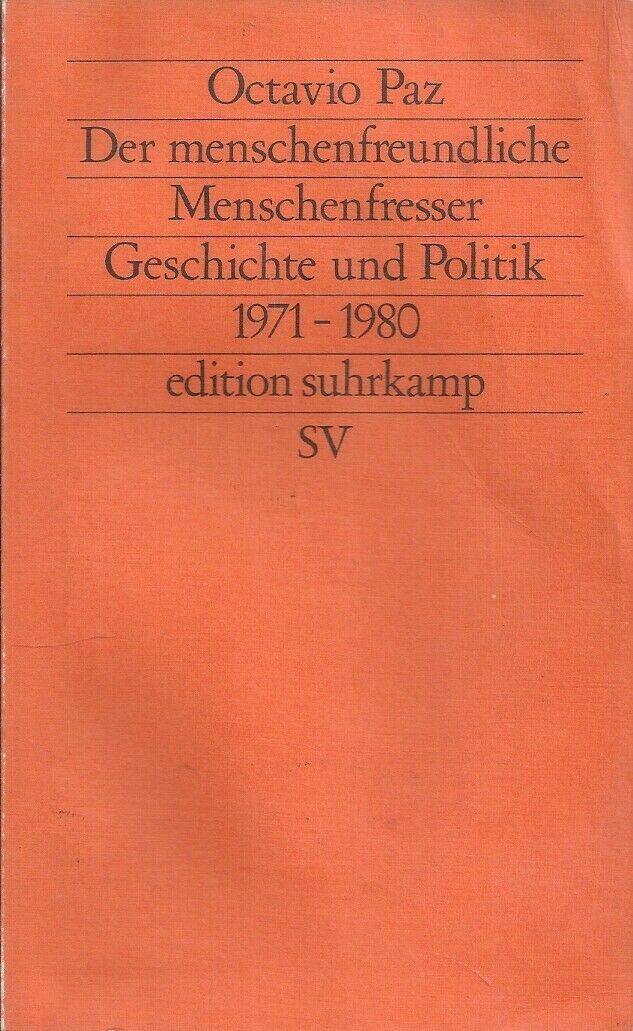 Octavio Paz
Der menschenfreundliche
Menschenfresser
Geschichte und Politik
1971 – 1980
edition suhrkamp
SV